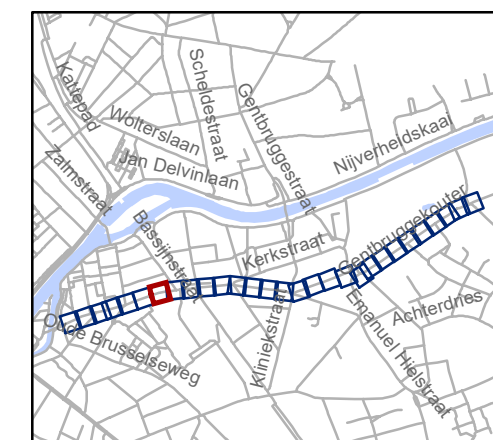 Kattepad
Scheldestraat
Gentbruggestraat
Wolterslaan
Nijverheidskaai
Jan Delvinlaan
Zalmstraat
Gentbruggekouter
Bassijnstraat
Kerkstraat
Achterdries
Oude Brusselseweg
Kliniekstraat
Emanuel Hielstraat